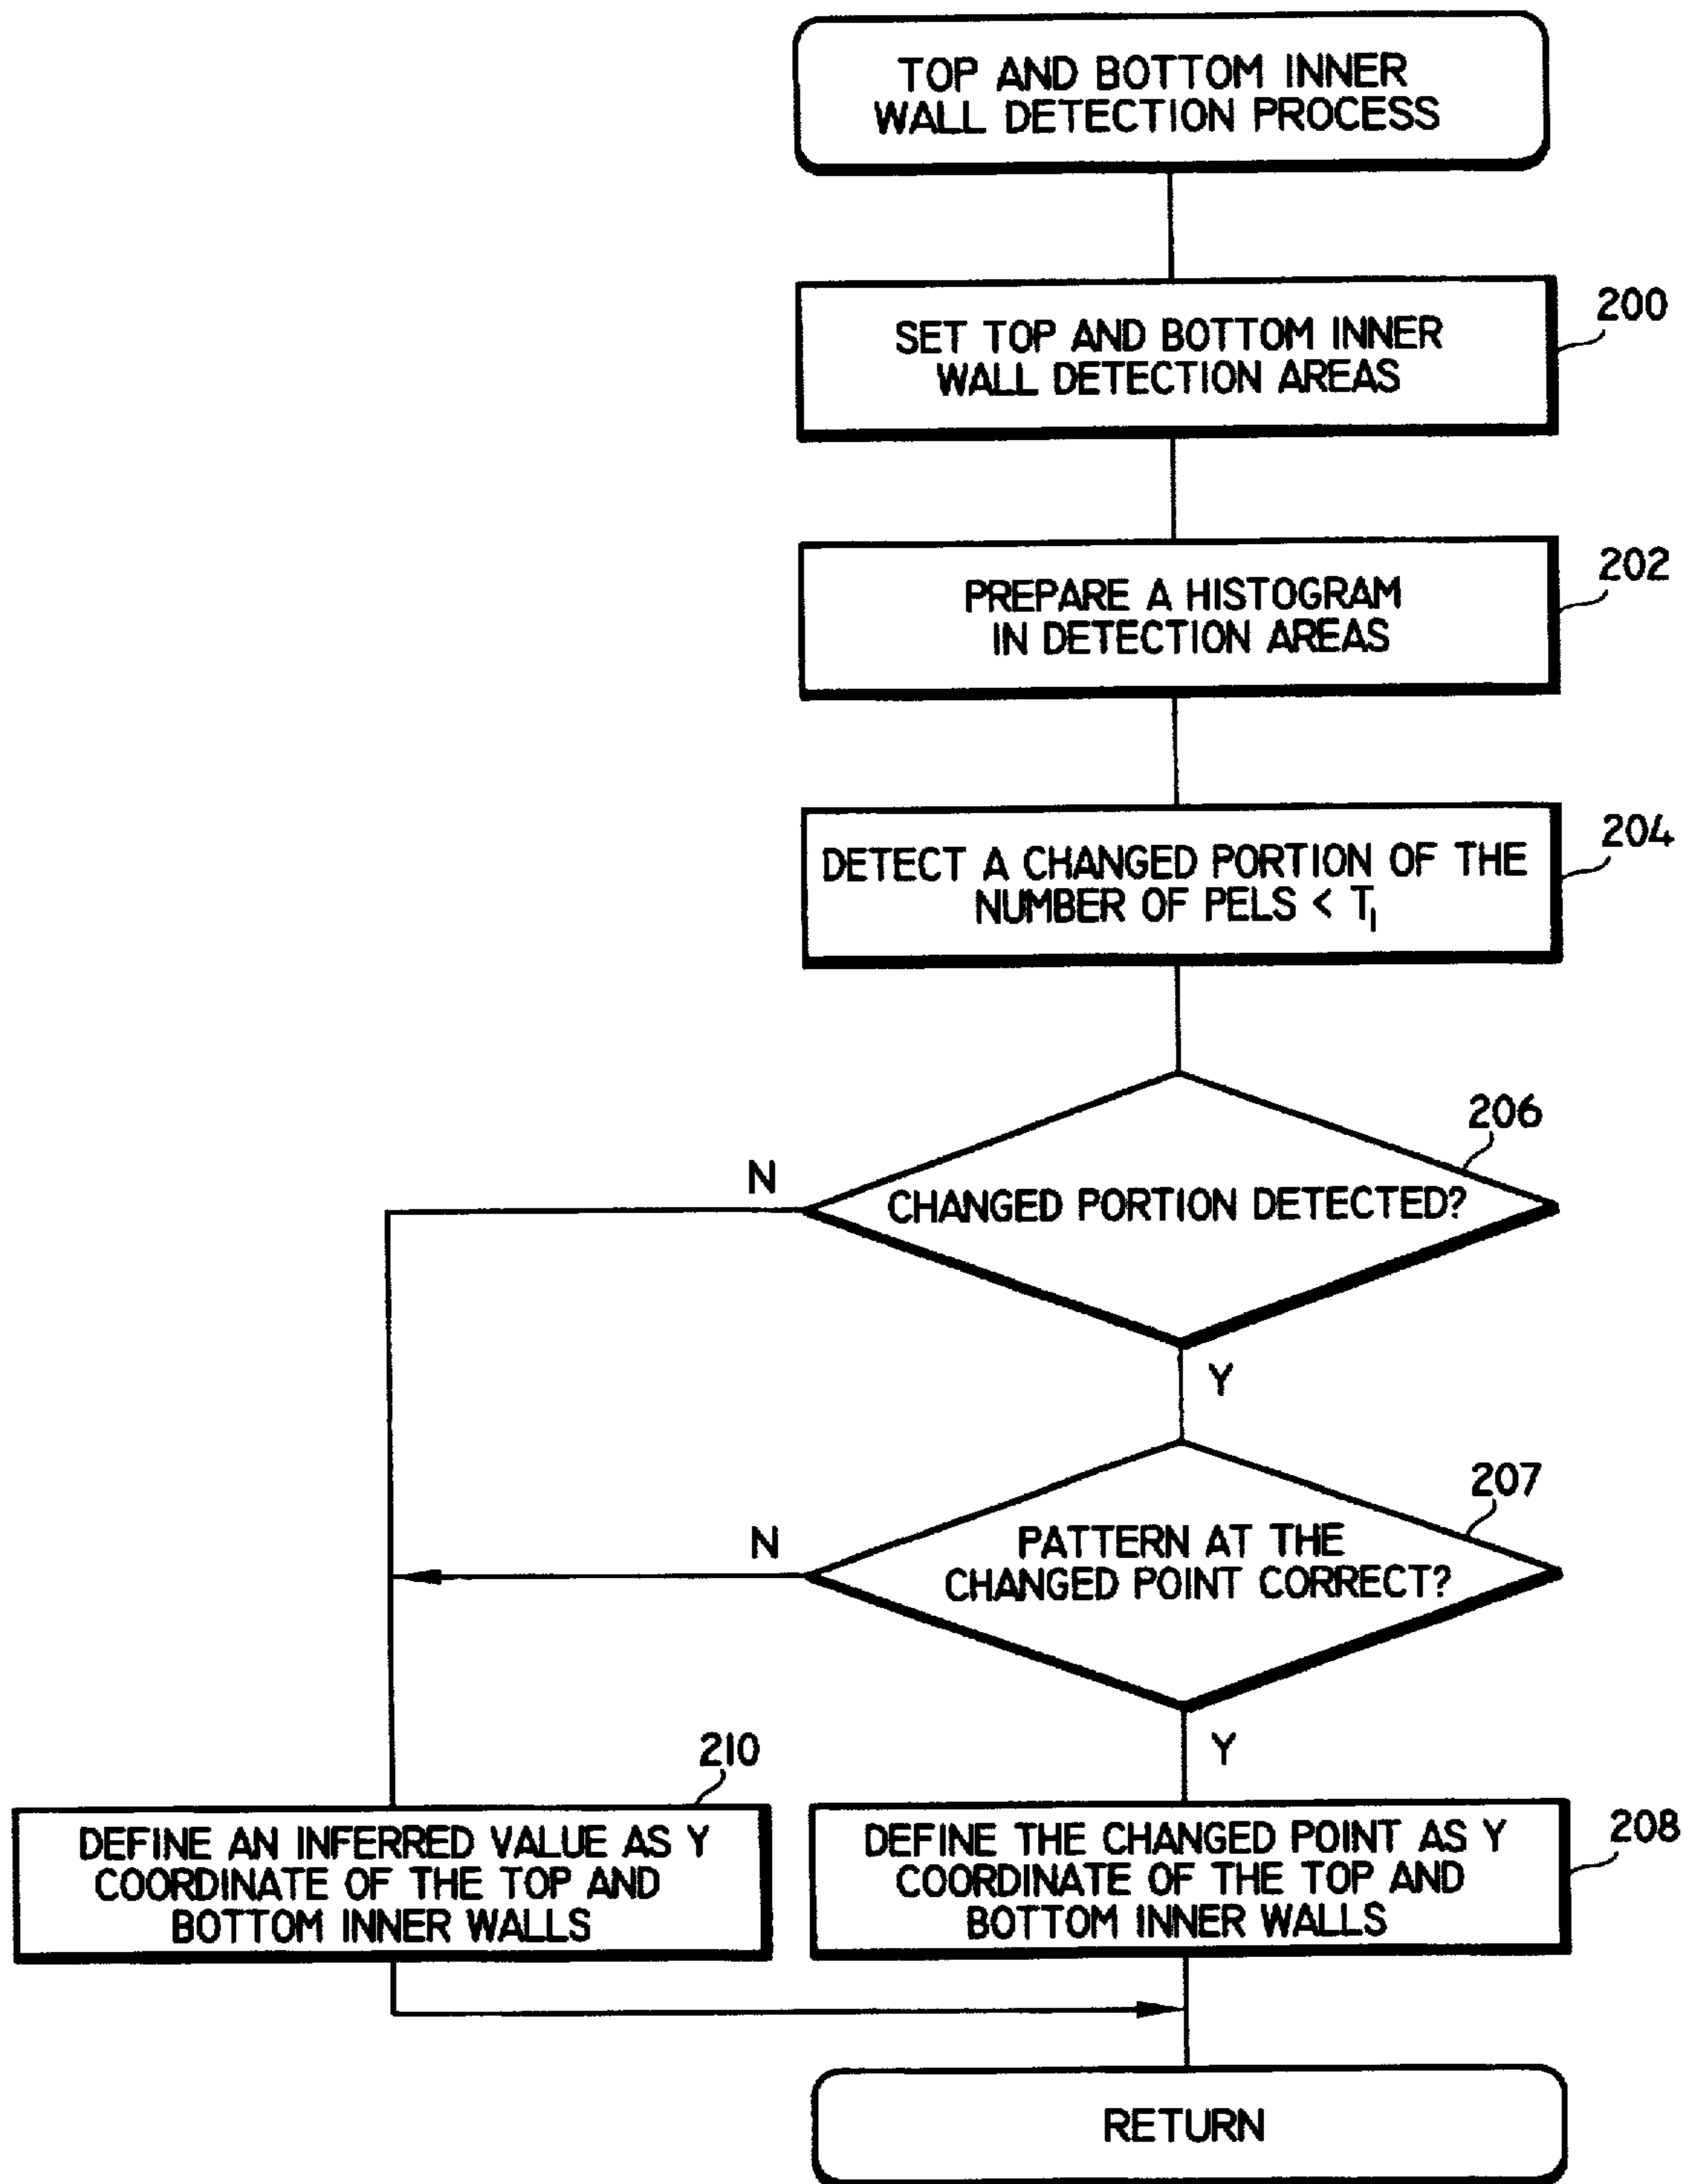 TOP AND BOTTOM INNER
WALL DETECTION PROCESS
200
SET TOP AND BOTTOM INNER
WALL DETECTION AREAS
202
PREPARE A HISTOGRAM
IN DETECTION AREAS
204
DETECT A CHANGED PORTION OF THE
NUMBER OF PELS < T₁
206
N
CHANGED PORTION DETECTED?
Y
207
N
PATTERN AT THE
CHANGED POINT CORRECT?
Y
210
DEFINE AN INFERRED VALUE AS Y
COORDINATE OF THE TOP AND
BOTTOM INNER WALLS
208
DEFINE THE CHANGED POINT AS Y
COORDINATE OF THE TOP AND
BOTTOM INNER WALLS
RETURN